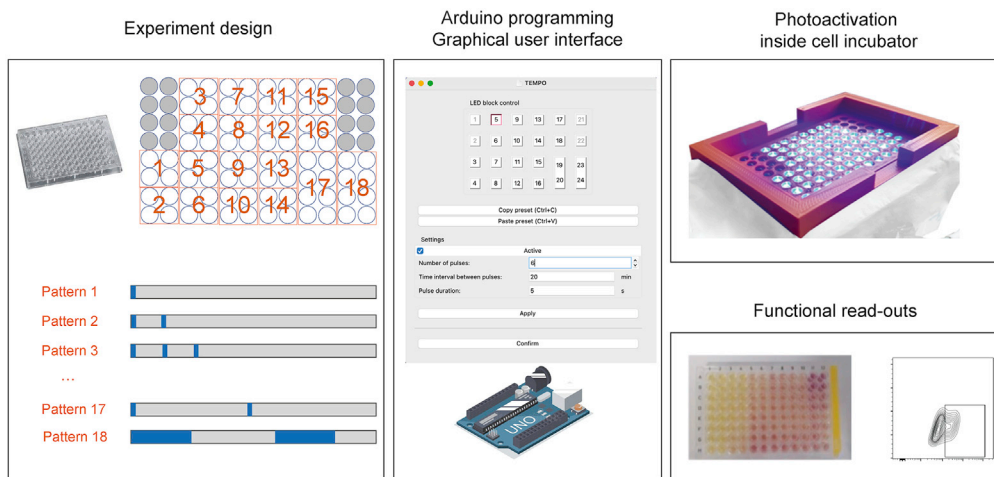 Experiment design
3 7 11 15
4 8 12 16
1 5 9 13
17 18
2 6 10 14
Pattern 1
Pattern 2
Pattern 3
...
Pattern 17
Pattern 18
Arduino programming
Graphical user interface
TEMPO
LED block control
1 5 9 13 17 21
2 6 10 14 18 22
3 7 11 15 19 23
4 8 12 16 20 24
Copy preset (Ctrl+C)
Paste preset (Ctrl+V)
Settings
Active
Number of pulses: 6
Time interval between pulses: 20 min
Pulse duration: 5 s
Apply
Confirm
UNO
Photoactivation
inside cell incubator
Functional read-outs